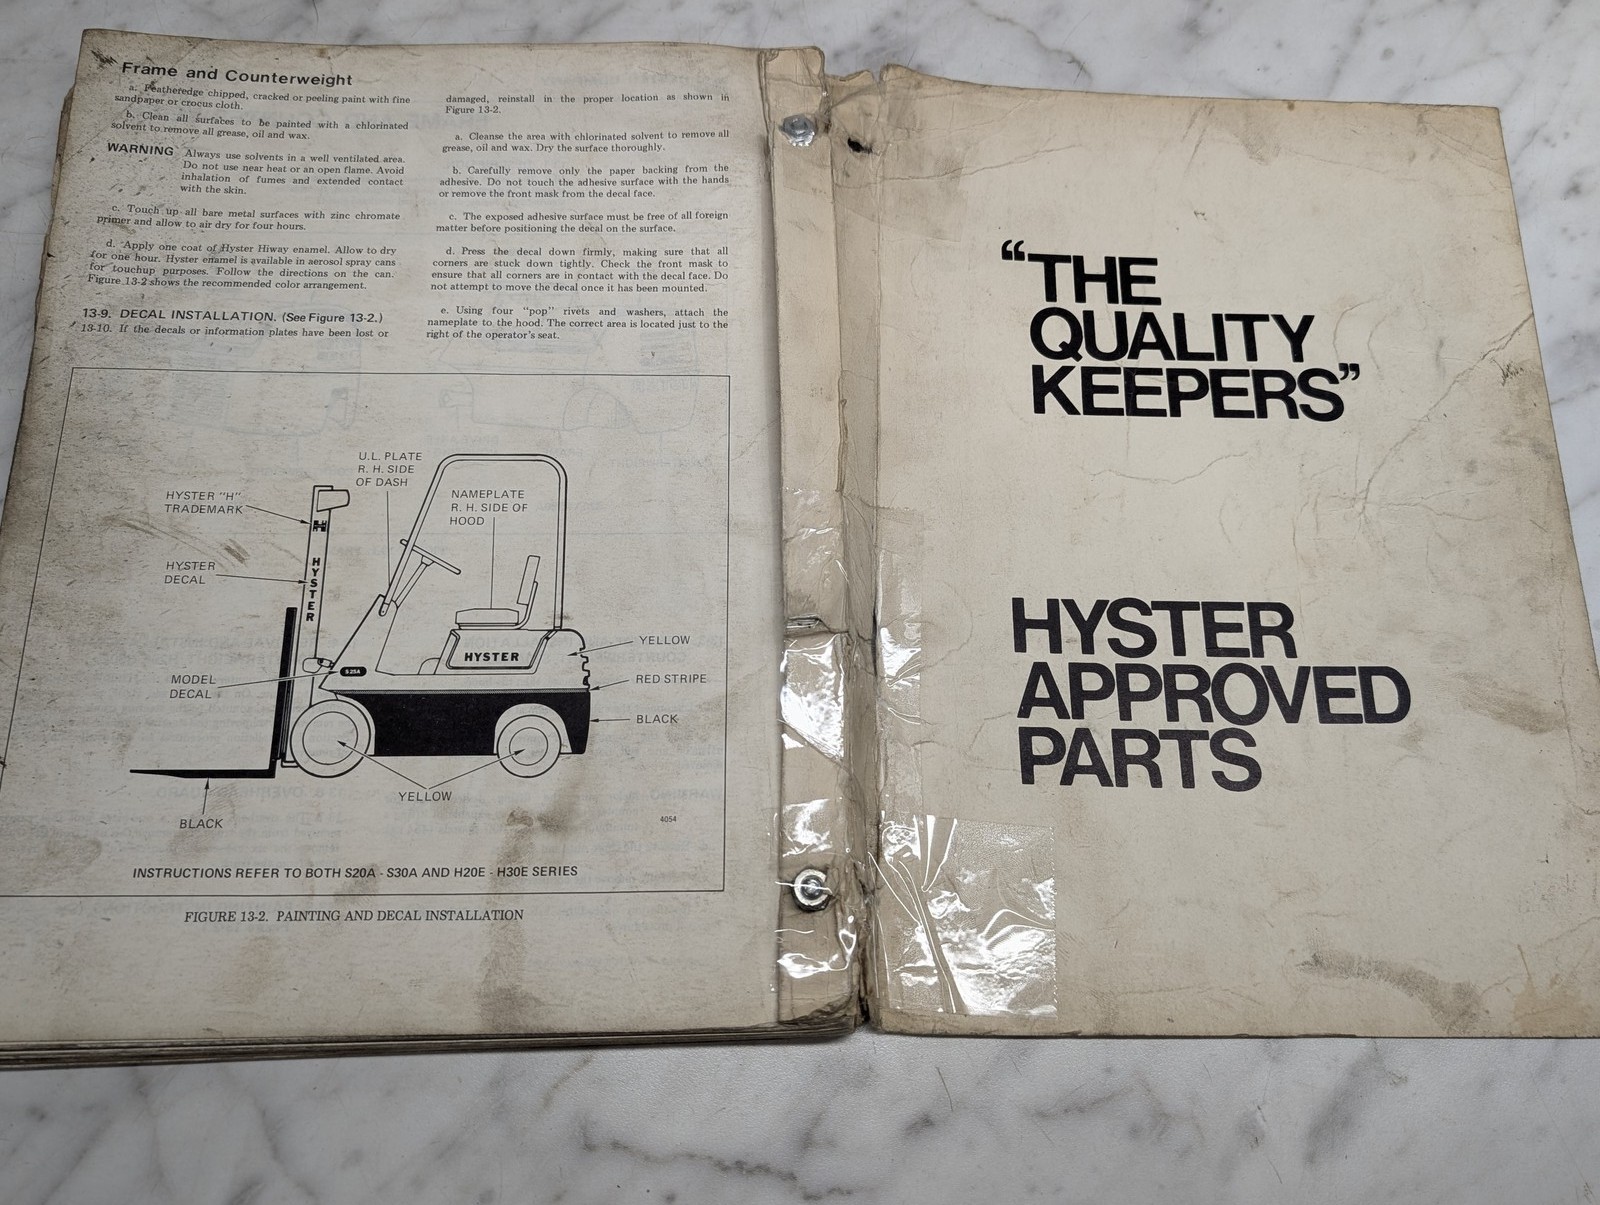 Frame and Counterweight
a. Featheredge chipped, cracked or peeling paint with fine
sandpaper or crocus cloth.
b. Clean all surfaces to be painted with a chlorinated
solvent to remove all grease, oil and wax.
WARNING Always use solvents in a well ventilated area.
Do not use near heat or an open flame. Avoid
inhalation of fumes and extended contact
with the skin.
c. Touch up all bare metal surfaces with zinc chromate
primer and allow to air dry for four hours.
d. Apply one coat of Hyster Hiway enamel. Allow to dry
for one hour. Hyster enamel is available in aerosol spray cans
for touchup purposes. Follow the directions on the can.
Figure 13-2 shows the recommended color arrangement.
13-9. DECAL INSTALLATION. (See Figure 13-2.)
13-10. If the decals or information plates have been lost or
damaged, reinstall in the proper location as shown in
Figure 13-2.
a. Cleanse the area with chlorinated solvent to remove all
grease, oil and wax. Dry the surface thoroughly.
b. Carefully remove only the paper backing from the
adhesive. Do not touch the adhesive surface with the hands
or remove the front mask from the decal face.
c. The exposed adhesive surface must be free of all foreign
matter before positioning the decal on the surface.
d. Press the decal down firmly, making sure that all
corners are stuck down tightly. Check the front mask to
ensure that all corners are in contact with the decal face. Do
not attempt to move the decal once it has been mounted.
e. Using four "pop" rivets and washers, attach the
nameplate to the hood. The correct area is located just to the
right of the operator's seat.
U.L. PLATE
R. H. SIDE
OF DASH
HYSTER "H"
TRADEMARK
NAMEPLATE
R. H. SIDE OF
HOOD
HYSTER
DECAL
HYSTER
HYSTER
YELLOW
MODEL
DECAL
S 25A
RED STRIPE
BLACK
YELLOW
BLACK
4054
INSTRUCTIONS REFER TO BOTH S20A - S30A AND H20E - H30E SERIES
FIGURE 13-2. PAINTING AND DECAL INSTALLATION
“THE
QUALITY
KEEPERS”
HYSTER
APPROVED
PARTS